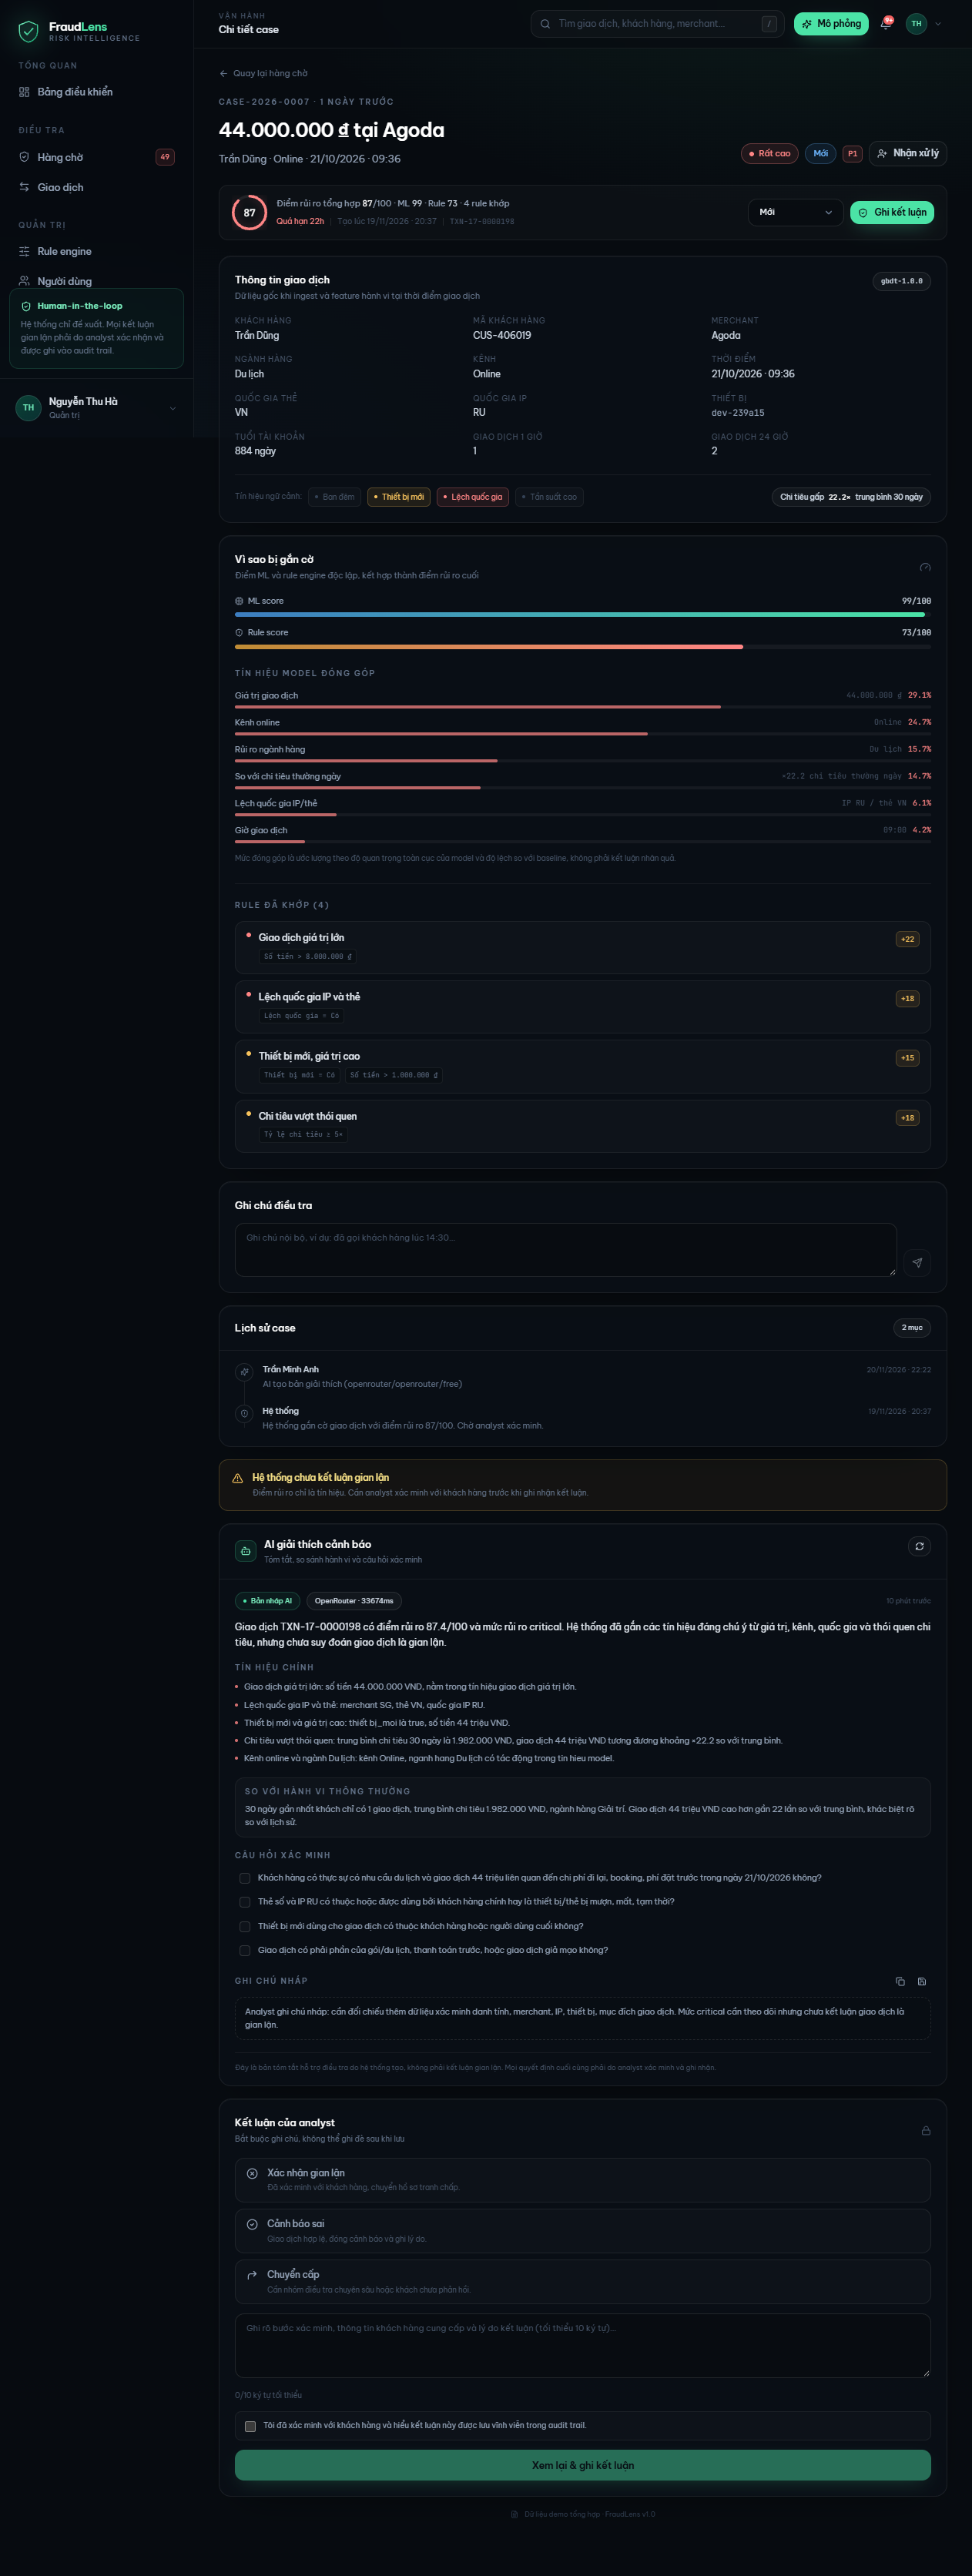 FraudLens
RISK INTELLIGENCE
TỔNG QUAN
Bảng điều khiển
ĐIỀU TRA
Hàng chờ
49
Giao dịch
QUẢN TRỊ
Rule engine
Người dùng
Human-in-the-loop
Hệ thống chỉ đề xuất. Mọi kết luận
gian lận phải do analyst xác nhận và
được ghi vào audit trail.
TH
Nguyễn Thu Hà
Quản trị
VẬN HÀNH
Chi tiết case
Tìm giao dịch, khách hàng, merchant...
/
Mô phỏng
9+
TH
Quay lại hàng chờ
CASE-2026-0007 · 1 NGÀY TRƯỚC
44.000.000 ₫ tại Agoda
Trần Dũng · Online · 21/10/2026 · 09:36
Rất cao
Mới
P1
Nhận xử lý
87
Điểm rủi ro tổng hợp 87/100 · ML 99 · Rule 73 · 4 rule khớp
Quá hạn 22h | Tạo lúc 19/11/2026 · 20:37 | TXN-17-0000198
Mới
Ghi kết luận
Thông tin giao dịch
gbdt-1.0.0
Dữ liệu gốc khi ingest và feature hành vi tại thời điểm giao dịch
KHÁCH HÀNG
MÃ KHÁCH HÀNG
MERCHANT
Trần Dũng
CUS-406019
Agoda
NGÀNH HÀNG
KÊNH
THỜI ĐIỂM
Du lịch
Online
21/10/2026 · 09:36
QUỐC GIA THẺ
QUỐC GIA IP
THIẾT BỊ
VN
RU
dev-239a15
TUỔI TÀI KHOẢN
GIAO DỊCH 1 GIỜ
GIAO DỊCH 24 GIỜ
884 ngày
1
2
Tín hiệu ngữ cảnh:
Ban đêm
Thiết bị mới
Lệch quốc gia
Tần suất cao
Chi tiêu gấp 22.2× trung bình 30 ngày
Vì sao bị gắn cờ
Điểm ML và rule engine độc lập, kết hợp thành điểm rủi ro cuối
ML score
99/100
Rule score
73/100
TÍN HIỆU MODEL ĐÓNG GÓP
Giá trị giao dịch
44.000.000 ₫ 29.1%
Kênh online
Online 24.7%
Rủi ro ngành hàng
Du lịch 15.7%
So với chi tiêu thường ngày
×22.2 chi tiêu thường ngày 14.7%
Lệch quốc gia IP/thẻ
IP RU / thẻ VN 6.1%
Giờ giao dịch
09:00 4.2%
Mức đóng góp là ước lượng theo độ quan trọng toàn cục của model và độ lệch so với baseline, không phải kết luận nhân quả.
RULE ĐÃ KHỚP (4)
Giao dịch giá trị lớn
+22
Số tiền > 8.000.000 ₫
Lệch quốc gia IP và thẻ
+18
Lệch quốc gia = Có
Thiết bị mới, giá trị cao
+15
Thiết bị mới = Có
Số tiền > 1.000.000 ₫
Chi tiêu vượt thói quen
+18
Tỷ lệ chi tiêu ≥ 5×
Ghi chú điều tra
Ghi chú nội bộ, ví dụ: đã gọi khách hàng lúc 14:30...
Lịch sử case
2 mục
Trần Minh Anh
20/11/2026 · 22:22
AI tạo bản giải thích (openrouter/openrouter/free)
Hệ thống
19/11/2026 · 20:37
Hệ thống gắn cờ giao dịch với điểm rủi ro 87/100. Chờ analyst xác minh.
Hệ thống chưa kết luận gian lận
Điểm rủi ro chỉ là tín hiệu. Cần analyst xác minh với khách hàng trước khi ghi nhận kết luận.
AI giải thích cảnh báo
Tóm tắt, so sánh hành vi và câu hỏi xác minh
Bản nháp AI
OpenRouter · 33674ms
10 phút trước
Giao dịch TXN-17-0000198 có điểm rủi ro 87.4/100 và mức rủi ro critical. Hệ thống đã gắn các tín hiệu đáng chú ý từ giá trị, kênh, quốc gia và thói quen chi
tiêu, nhưng chưa suy đoán giao dịch là gian lận.
TÍN HIỆU CHÍNH
Giao dịch giá trị lớn: số tiền 44.000.000 VND, nằm trong tín hiệu giao dịch giá trị lớn.
Lệch quốc gia IP và thẻ: merchant SG, thẻ VN, quốc gia IP RU.
Thiết bị mới và giá trị cao: thiết bị_moi là true, số tiền 44 triệu VND.
Chi tiêu vượt thói quen: trung bình chi tiêu 30 ngày là 1.982.000 VND, giao dịch 44 triệu VND tương đương khoảng ×22.2 so với trung bình.
Kênh online và ngành Du lịch: kênh Online, nganh hang Du lịch có tác động trong tin hieu model.
SO VỚI HÀNH VI THÔNG THƯỜNG
30 ngày gần nhất khách chỉ có 1 giao dịch, trung bình chi tiêu 1.982.000 VND, ngành hàng Giải trí. Giao dịch 44 triệu VND cao hơn gần 22 lần so với trung bình, khác biệt rõ
so với lịch sử.
CÂU HỎI XÁC MINH
Khách hàng có thực sự có nhu cầu du lịch và giao dịch 44 triệu liên quan đến chi phí đi lại, booking, phí đặt trước trong ngày 21/10/2026 không?
Thẻ số và IP RU có thuộc hoặc được dùng bởi khách hàng chính hay là thiết bị/thẻ bị mượn, mất, tạm thời?
Thiết bị mới dùng cho giao dịch có thuộc khách hàng hoặc người dùng cuối không?
Giao dịch có phải phần của gói/du lịch, thanh toán trước, hoặc giao dịch giả mạo không?
GHI CHÚ NHÁP
Analyst ghi chú nháp: cần đối chiếu thêm dữ liệu xác minh danh tính, merchant, IP, thiết bị, mục đích giao dịch. Mức critical cần theo dõi nhưng chưa kết luận giao dịch là
gian lận.
Đây là bản tóm tắt hỗ trợ điều tra do hệ thống tạo, không phải kết luận gian lận. Mọi quyết định cuối cùng phải do analyst xác minh và ghi nhận.
Kết luận của analyst
Bắt buộc ghi chú, không thể ghi đè sau khi lưu
Xác nhận gian lận
Đã xác minh với khách hàng, chuyển hồ sơ tranh chấp.
Cảnh báo sai
Giao dịch hợp lệ, đóng cảnh báo và ghi lý do.
Chuyển cấp
Cần nhóm điều tra chuyên sâu hoặc khách chưa phản hồi.
Ghi rõ bước xác minh, thông tin khách hàng cung cấp và lý do kết luận (tối thiểu 10 ký tự)...
0/10 ký tự tối thiểu
Tôi đã xác minh với khách hàng và hiểu kết luận này được lưu vĩnh viễn trong audit trail.
Xem lại & ghi kết luận
Dữ liệu demo tổng hợp · FraudLens v1.0